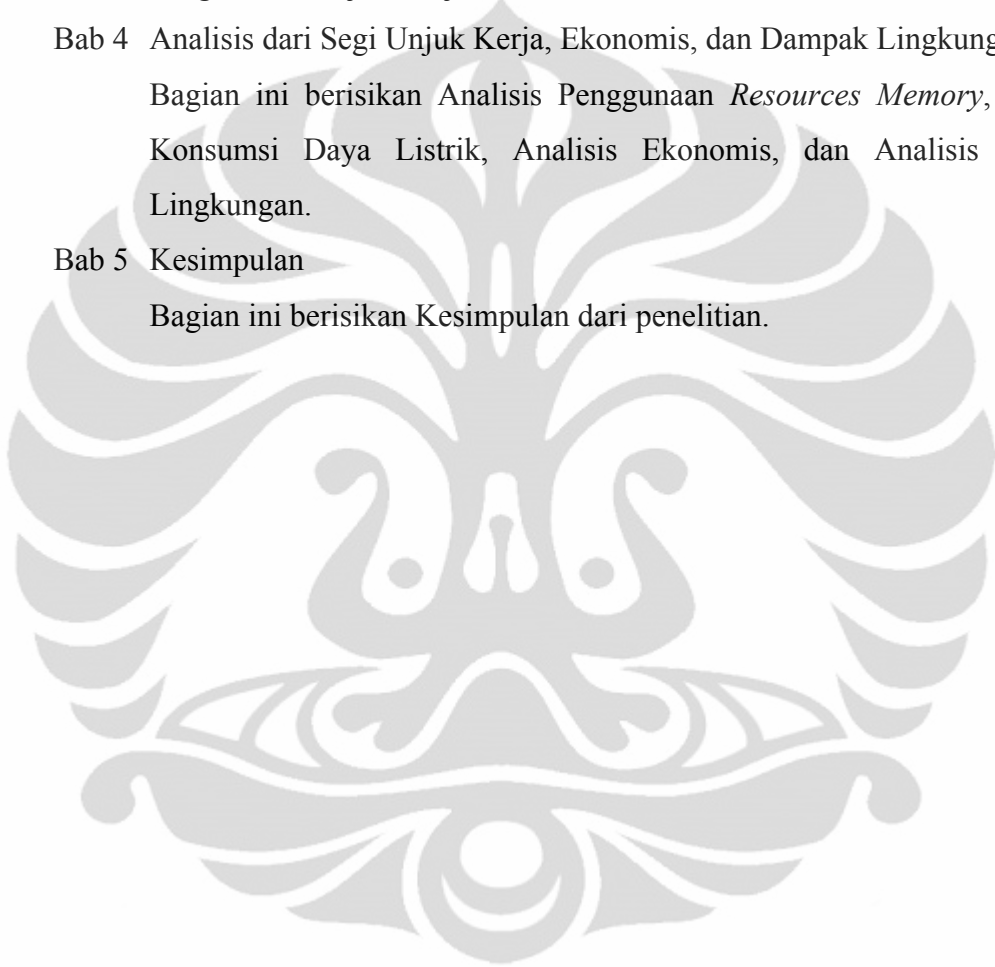 Bab 4 Analisis dari Segi Unjuk Kerja, Ekonomis, dan Dampak
Bagian ini berisikan Analisis Penggunaan Resources Memory,
Konsumsi Daya Listrik, Analisis Ekonomis, dan Analisis
Lingkungan.
Bab 5 Kesimpulan
Bagian ini berisikan Kesimpulan dari penelitian.